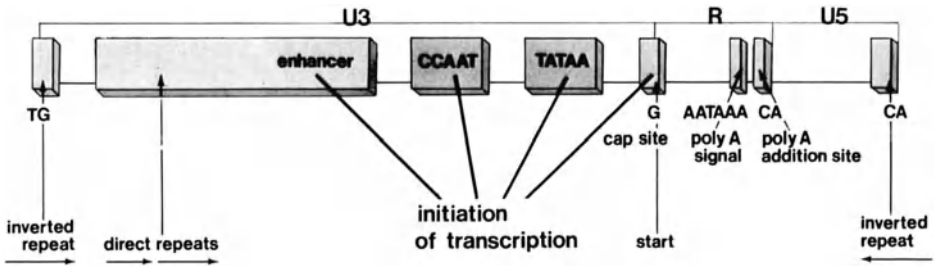 U3 R U5
enhancer CCAAT TATAA
TG G AATAAA CA CA
cap site poly A poly A
signal addition site
initiation
of transcription
inverted
repeat
direct repeats
start
inverted
repeat